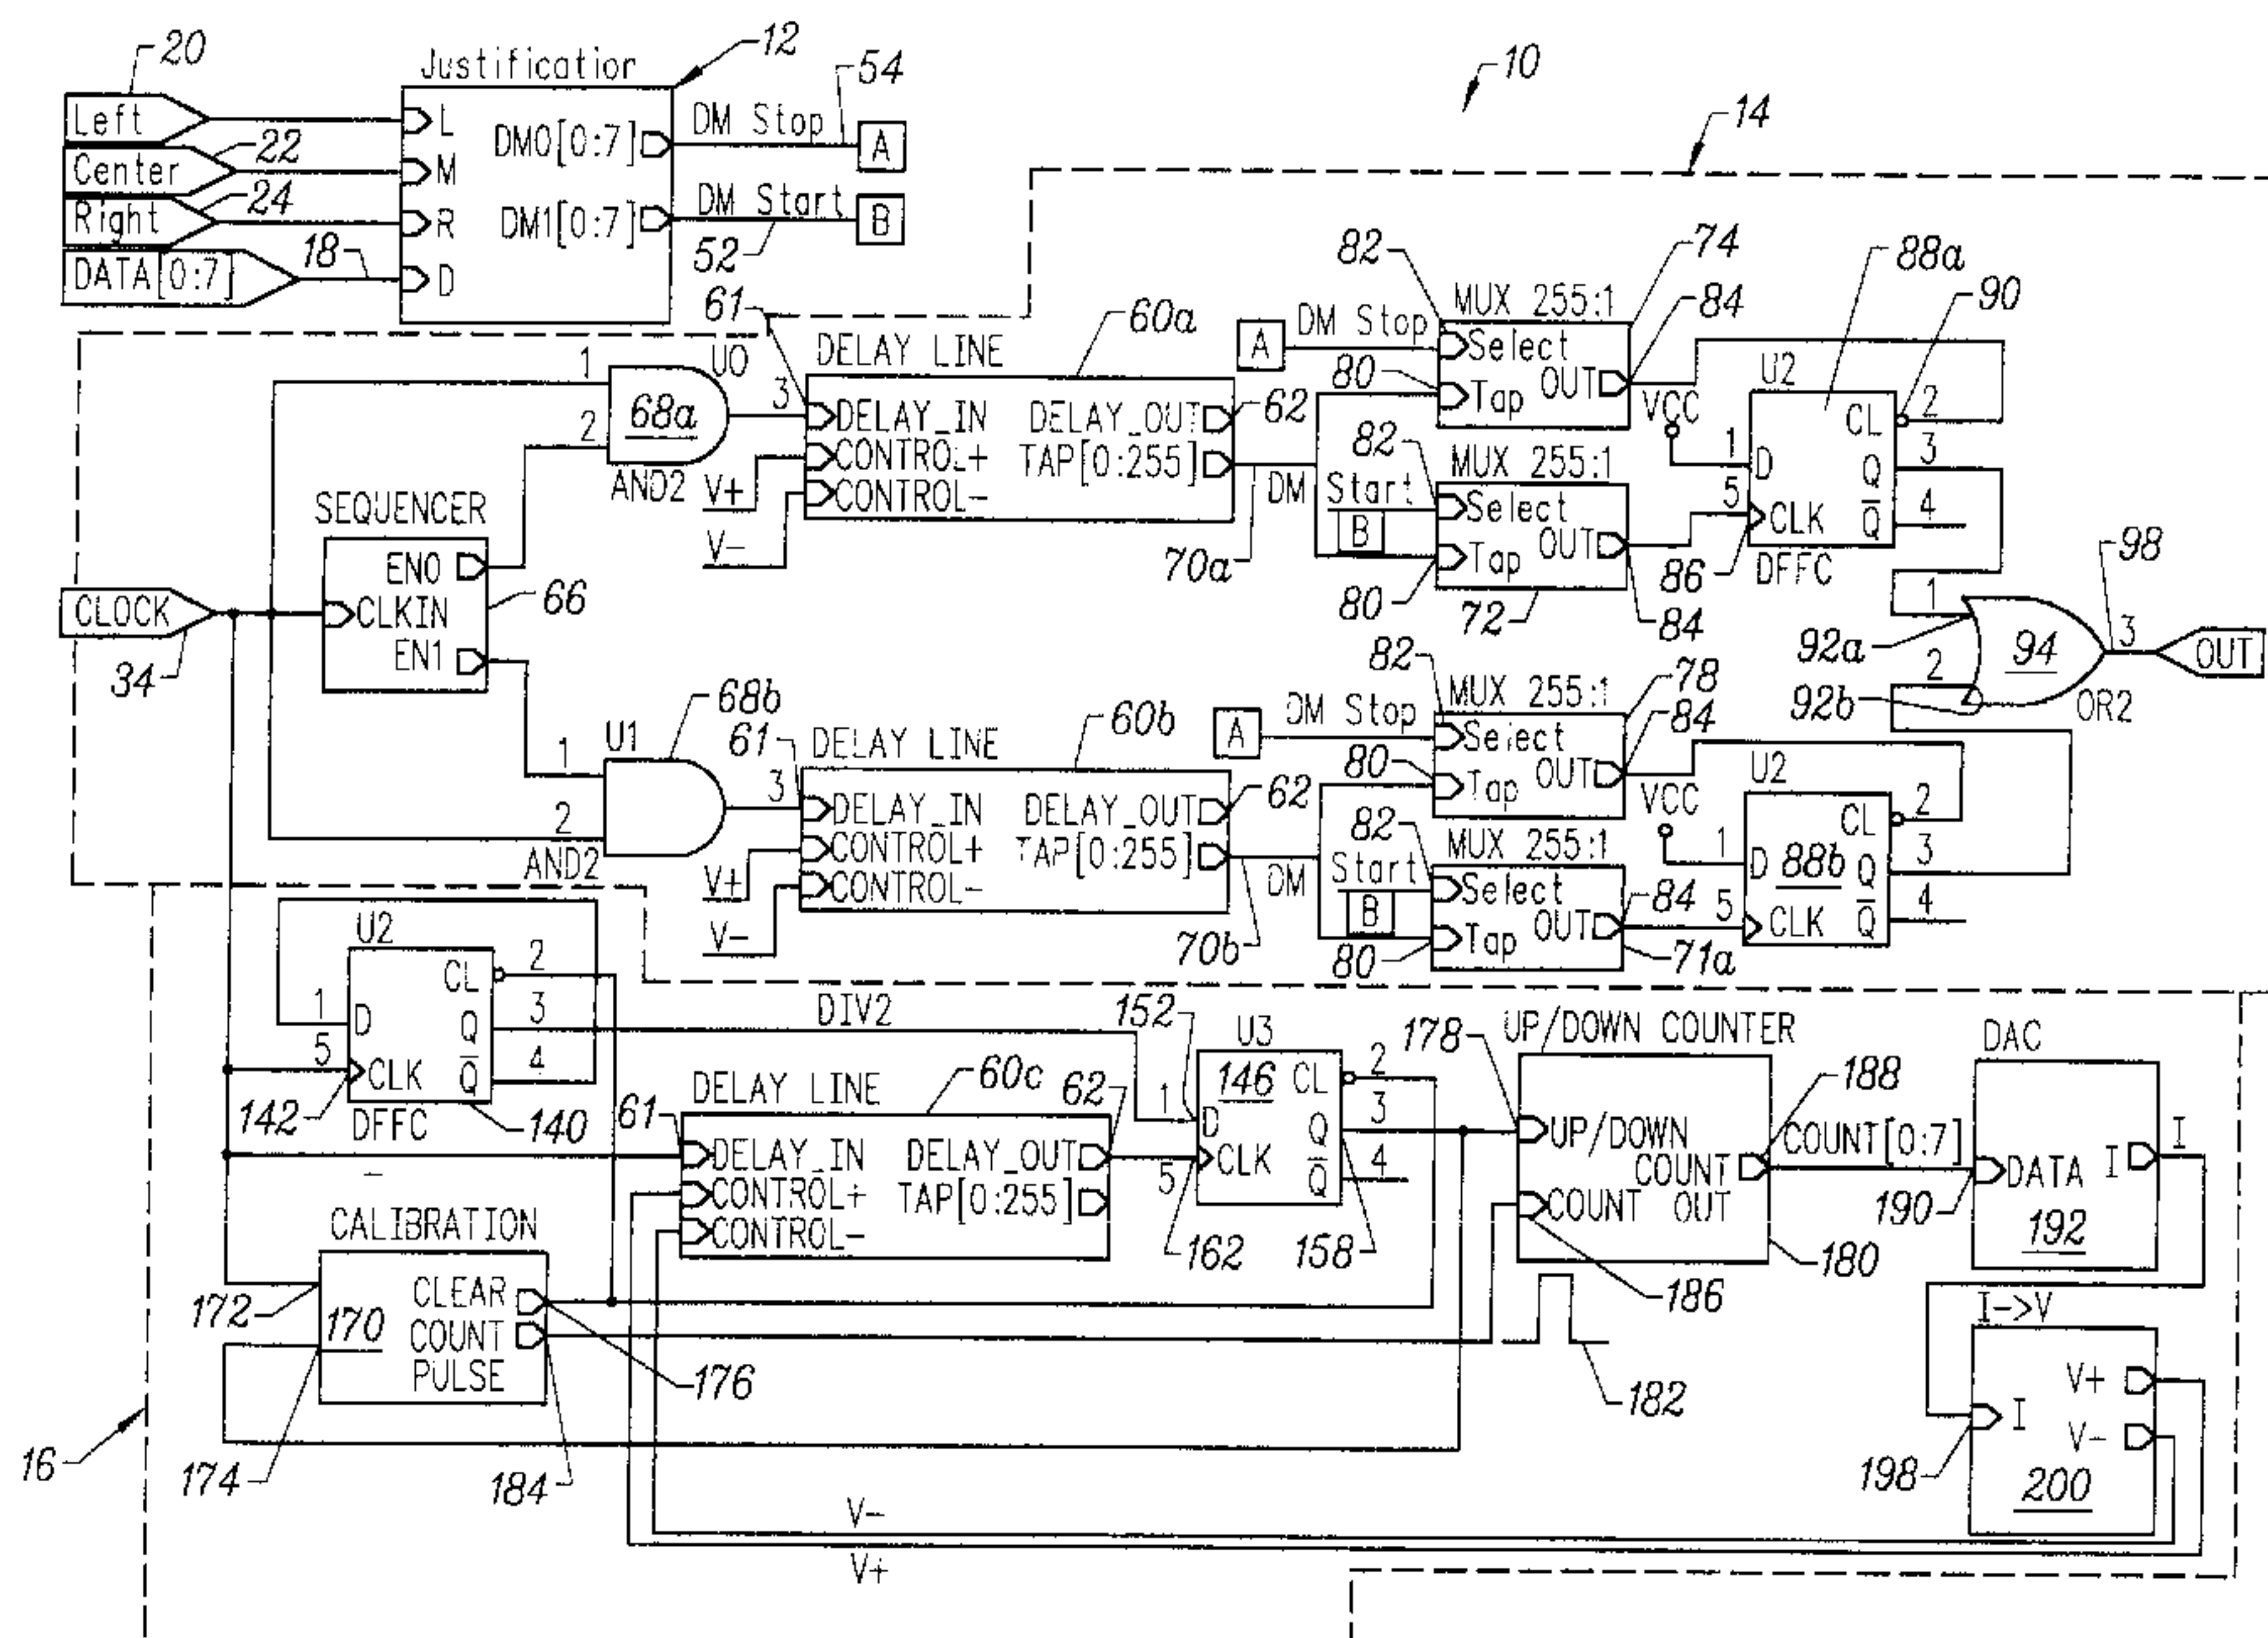 20
12
10
Justification
54
14
Left
L
DM Stop
DM0[0:7]
A
22
Center
M
24
Right
R
DM1[0:7]
DM Start
B
52
18
DATA[0:7]
D
82
74
88a
61
60a
MUX 255:1
84
90
A
DM Stop
Select
1
U0
DELAY LINE
80
Tap
OUT
U2
VCC
CL
2
3
68a
DELAY_IN
DELAY_OUT
62
82
MUX 255:1
1
D
Q
3
2
CONTROL+
TAP[0:255]
AND2
V+
CONTROL-
DM
Start
Select
5
CLK
Q
4
B
SEQUENCER
V-
OUT
Tap
70a
86
DFFC
98
EN0
66
80
72
84
CLOCK
CLKIN
1
3
OUT
EN1
92a
94
34
82
78
2
68b
MUX 255:1
92b
OR2
60b
A
DM Stop
84
U1
61
DELAY LINE
Select
1
80
Tap
OUT
U2
3
DELAY_IN
DELAY_OUT
62
VCC
CL
2
2
82
MUX 255:1
CONTROL+
TAP[0:255]
1
D
88b
Q
3
AND2
V+
CONTROL-
DM
Start
Select
84
B
5
CLK
Q
4
U2
V-
Tap
OUT
70b
80
71a
CL
2
1
D
Q
3
DIV2
152
U3
178
UP/DOWN COUNTER
DAC
5
CLK
Q
4
DELAY LINE
60c
62
146
CL
2
188
142
DFFC
140
61
1
D
Q
3
UP/DOWN
COUNT[0:7]
I
DELAY_IN
DELAY_OUT
5
CLK
Q
4
COUNT
OUT
DATA
I
CONTROL+
TAP[0:255]
COUNT
190
192
CALIBRATION
CONTROL-
162
158
180
CLEAR
186
172
I->V
170
COUNT
PULSE
176
V+
182
I
V-
16
174
184
198
200
V-
V+